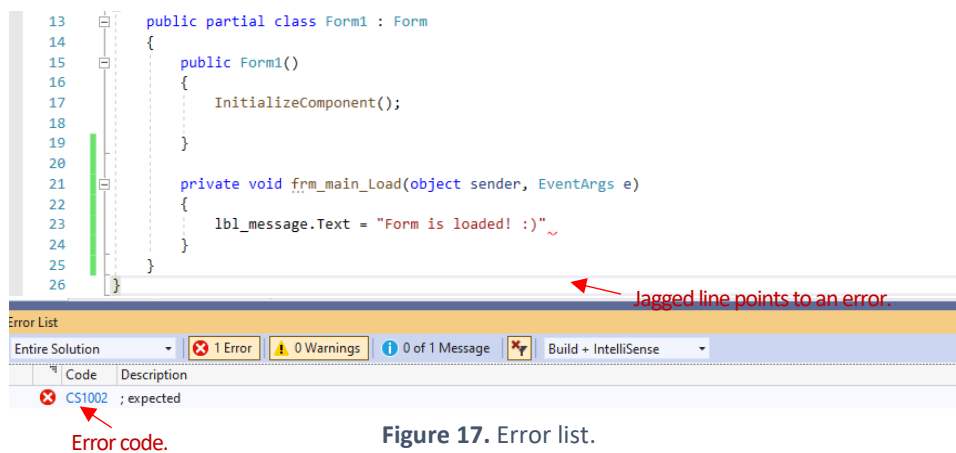 13 public partial class Form1 : Form
14 {
15 public Form1()
16 {
17 InitializeComponent();
18
19 }
20
21 private void frm_main_Load(object sender, EventArgs e)
22 {
23 lbl_message.Text = "Form is loaded! :)"
24 }
25 }
26 }
Jagged line points to an error.
Error List
Entire Solution 1 Error 0 Warnings 0 of 1 Message Build + IntelliSense
Code Description
CS1002 ; expected
Error code.
Figure 17. Error list.